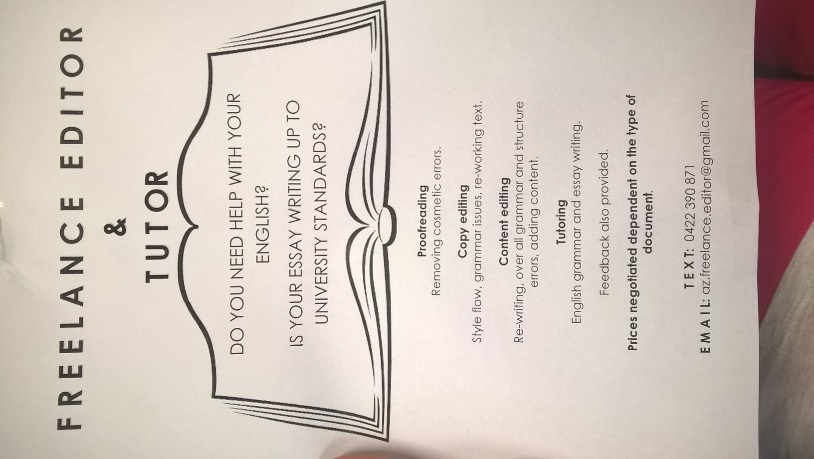 FREELANCE EDITOR
&
TUTOR
DO YOU NEED HELP WITH YOUR
ENGLISH?
IS YOUR ESSAY WRITING UP TO
UNIVERSITY STANDARDS?
Proofreading
Removing cosmetic errors.
Copy editing
Style flow, grammar issues, re-working text.
Content editing
Re-writing, over all grammar and structure
errors, adding content.
Tutoring
English grammar and essay writing.
Feedback also provided.
Prices negotiated dependent on the type of
document.
TEXT: 0422 390 871
EMAIL: az.freelance.editor@gmail.com